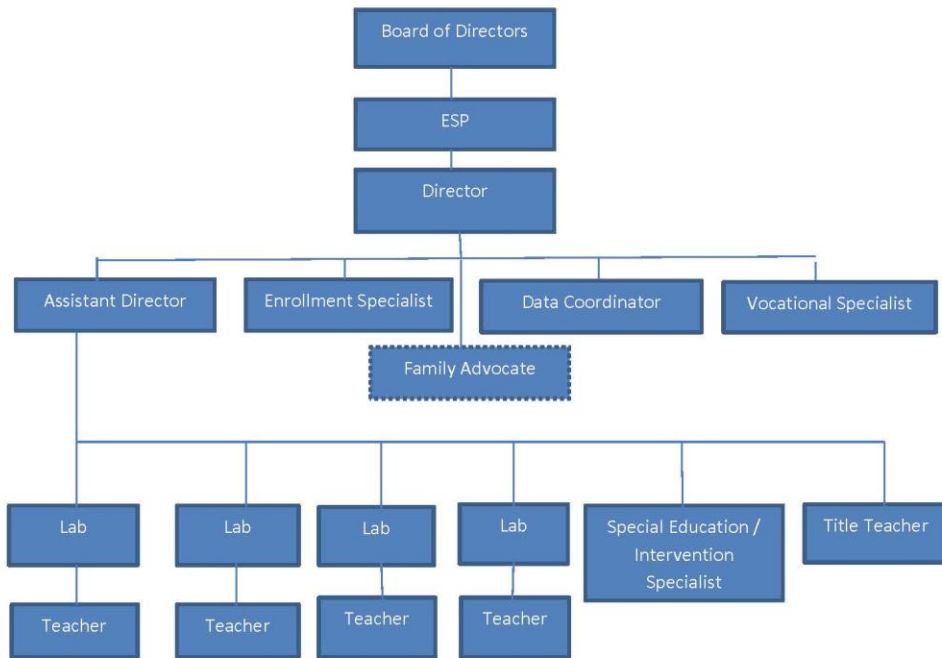 Board of Directors
ESP
Director
Assistant Director
Enrollment Specialist
Data Coordinator
Vocational Specialist
Family Advocate
Lab
Lab
Lab
Lab
Special Education /
Intervention
Specialist
Title Teacher
Teacher
Teacher
Teacher
Teacher